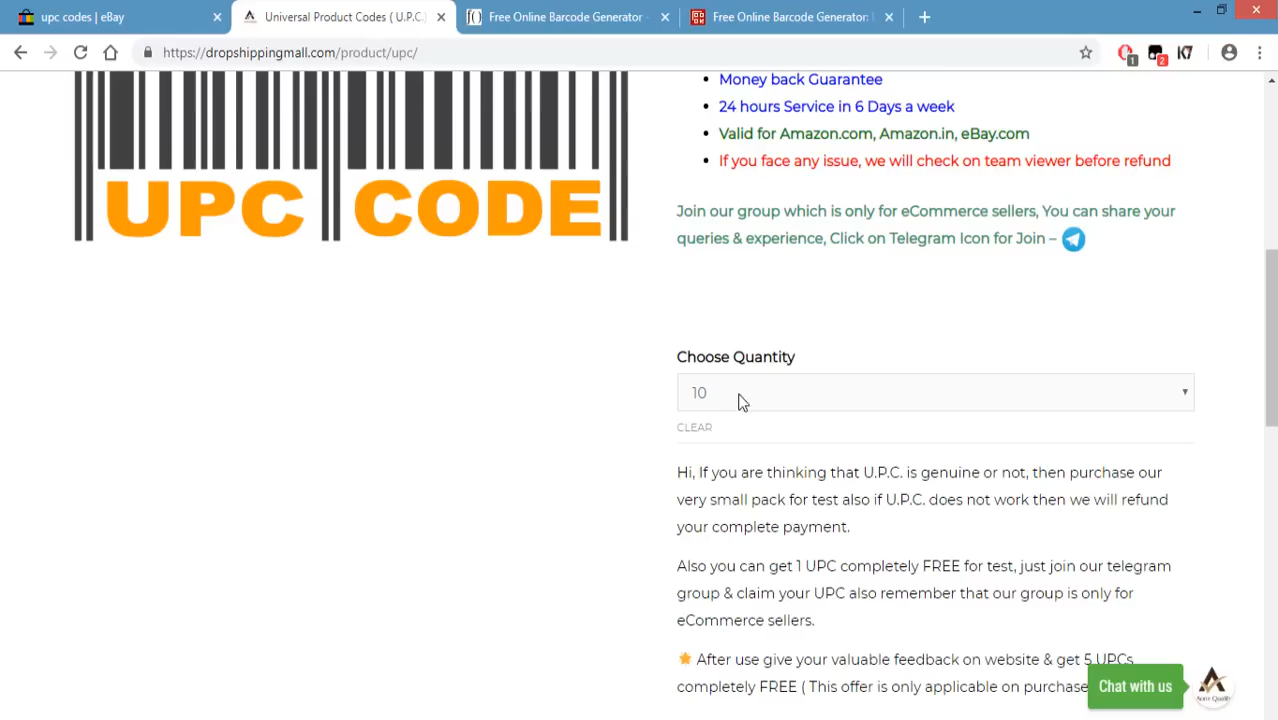 upc codes | eBay
Universal Product Codes ( U.P.C.)
Free Online Barcode Generator
Free Online Barcode Generator:
https://dropshippingmall.com/product/upc/
1
2
K7
UPC CODE
Money back Guarantee
24 hours Service in 6 Days a week
Valid for Amazon.com, Amazon.in, eBay.com
If you face any issue, we will check on team viewer before refund
Join our group which is only for eCommerce sellers, You can share your
queries & experience, Click on Telegram Icon for Join –
Choose Quantity
10
CLEAR
Hi, If you are thinking that U.P.C. is genuine or not, then purchase our
very small pack for test also if U.P.C. does not work then we will refund
your complete payment.
Also you can get 1 UPC completely FREE for test, just join our telegram
group & claim your UPC also remember that our group is only for
eCommerce sellers.
After use give your valuable feedback on website & get 5 UPCs
completely FREE ( This offer is only applicable on purchase
Chat with us